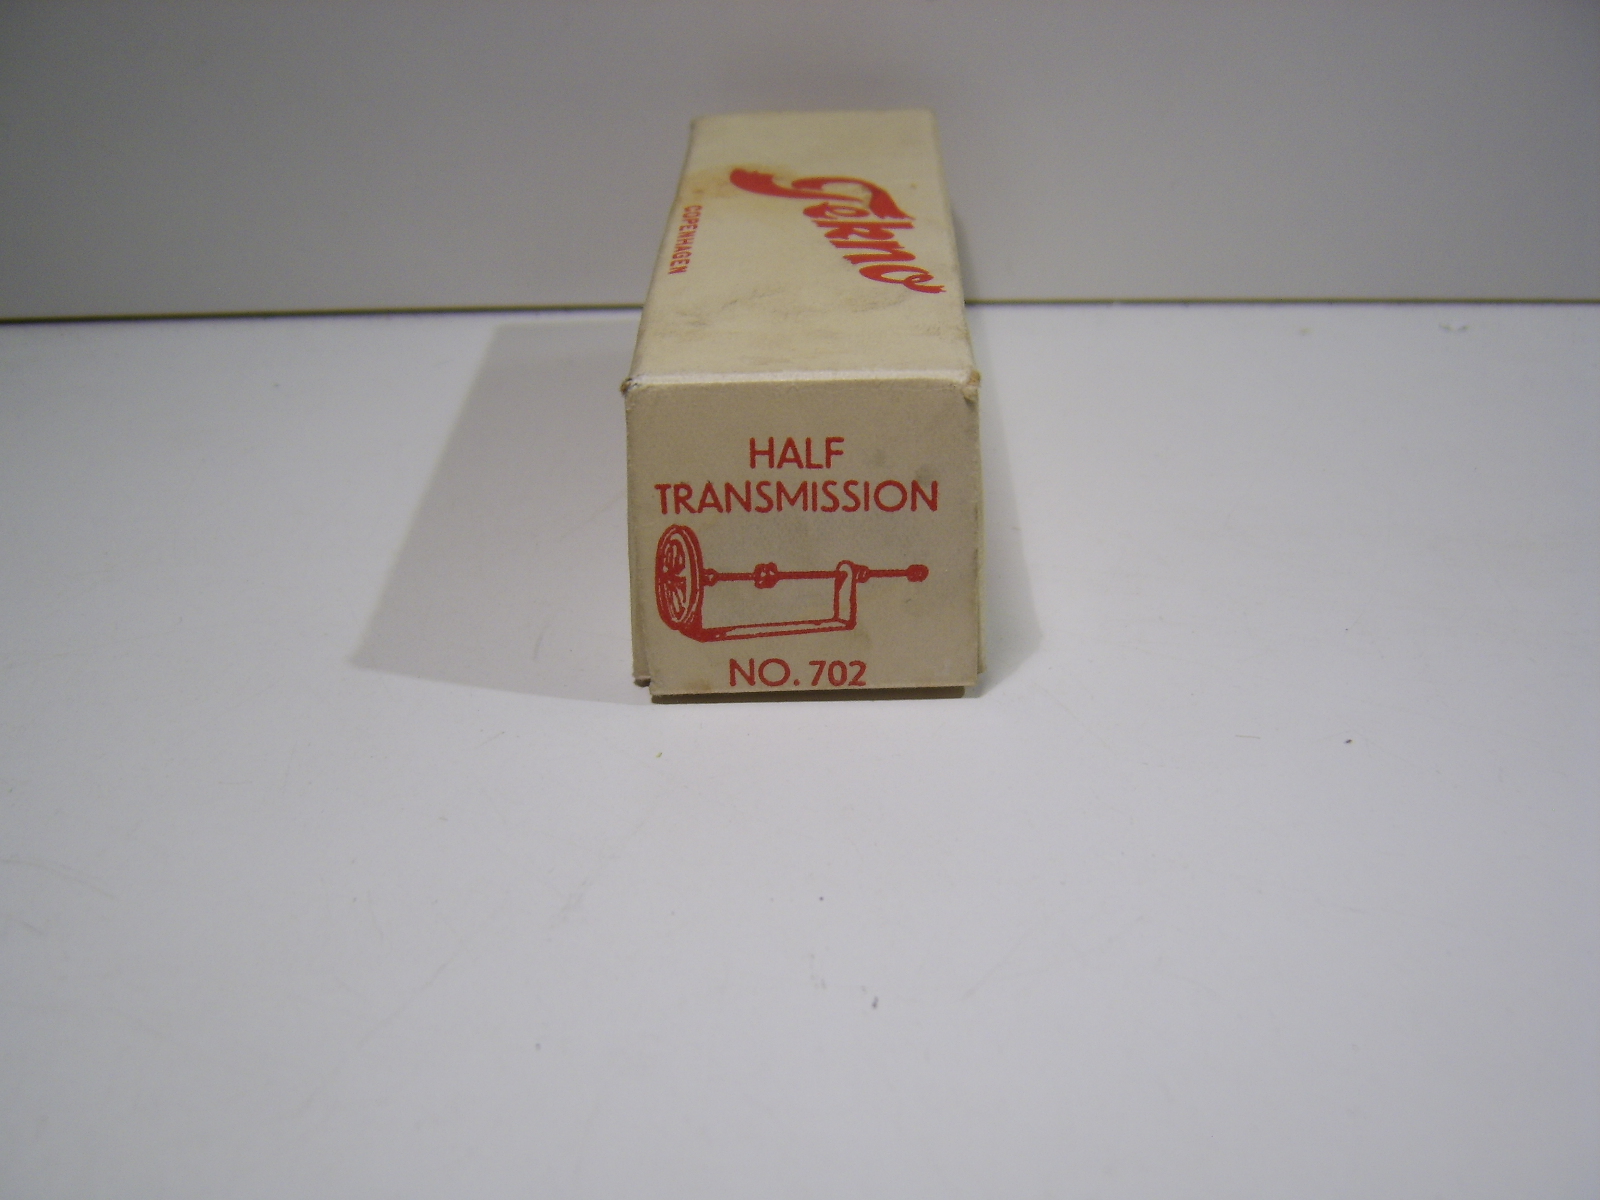 Tekno
COPENHAGEN
HALF
TRANSMISSION
NO. 702